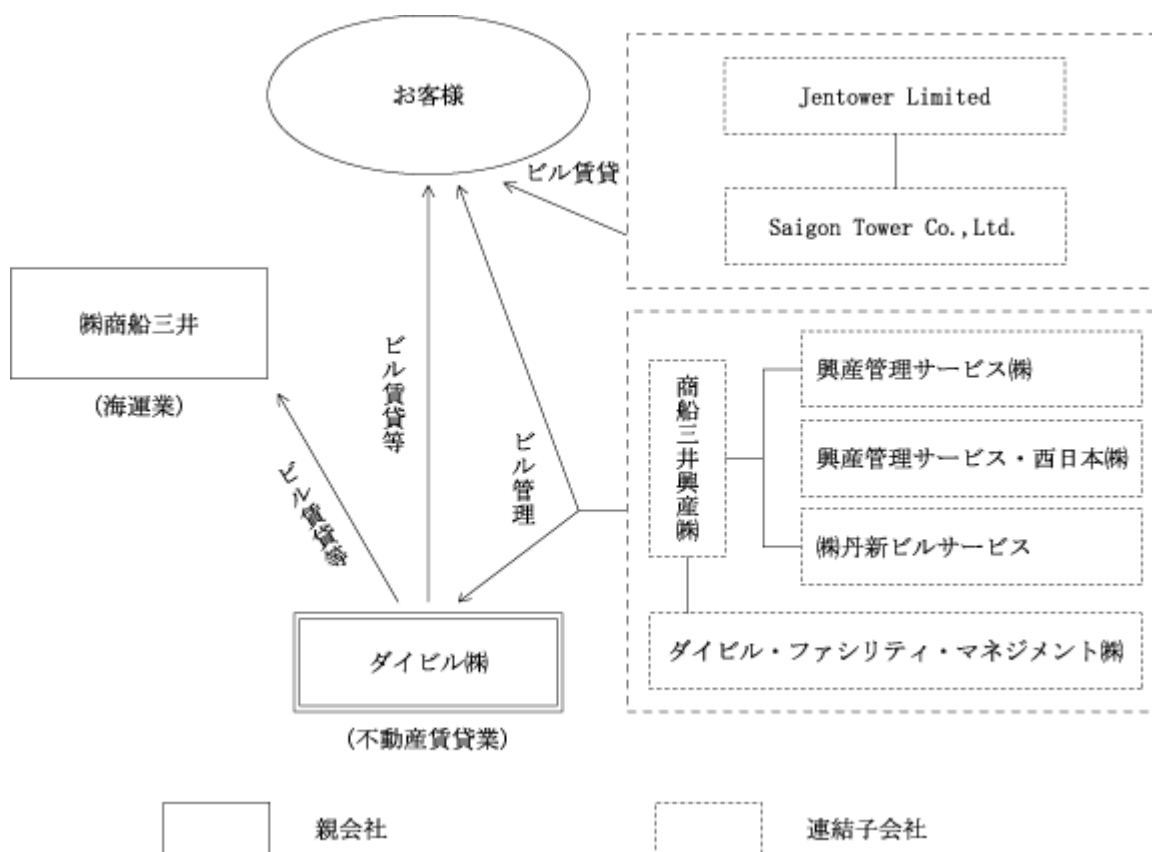 お客様
Jentower Limited
ビル賃貸
Saigon Tower Co.,Ltd.
㈱商船三井
(海運業)
ビル賃貸等
ビル賃貸等
ビル管理
商船三井興産㈱
興産管理サービス㈱
興産管理サービス・西日本㈱
㈱丹新ビルサービス
ダイビル・ファシリティ・マネジメント㈱
ダイビル㈱
(不動産賃貸業)
親会社
連結子会社